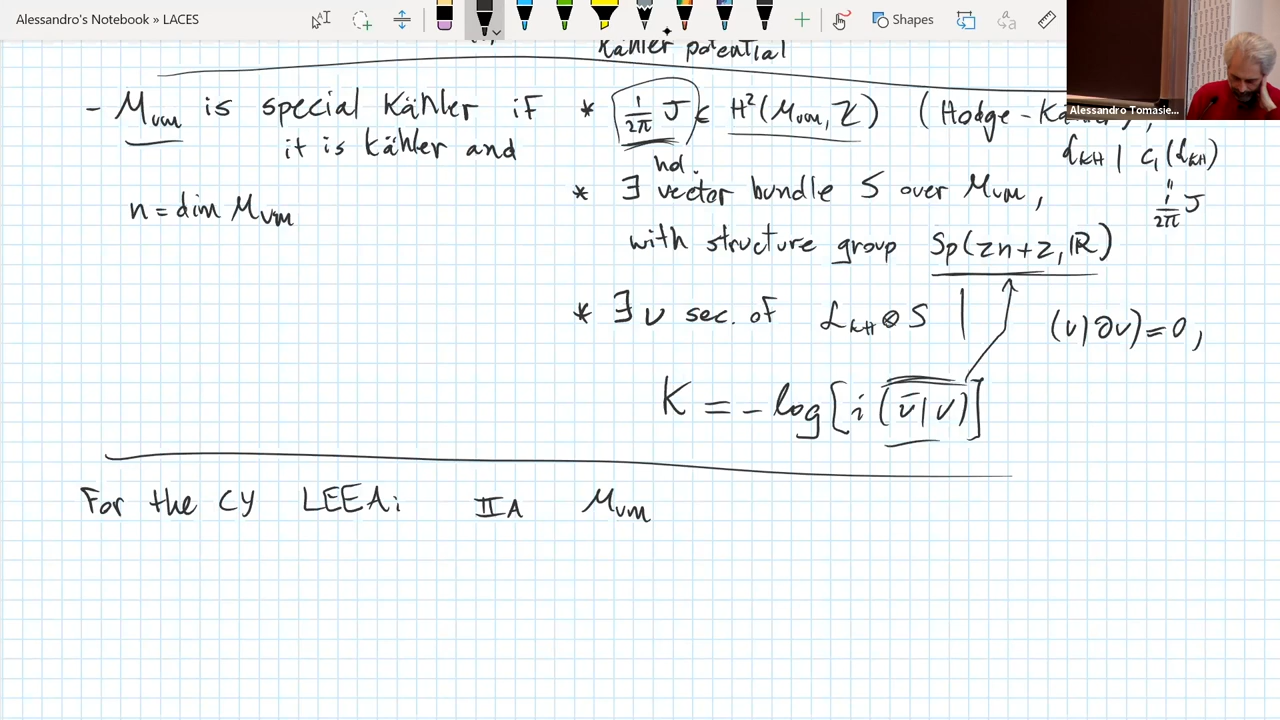 Alessandro's Notebook » LACES
Shapes
Kähler potential
Alessandro Tomasie...
- M_VM is special Kähler if
it is Kähler and
n = dim M_VM
* 1/2π J ∈ H²(M_VM, Z) (Hodge-Kähler),
L_KH | c₁(L_KH)
" 1/2π J
hol.
* ∃ vector bundle S over M_VM,
with structure group Sp(2n+2, ℝ)
* ∃ v sec. of L_KH ⊗ S | (v|∂v) = 0,
K = -log[i(v̄|v)]
For the CY LEEA: IIA M_VM